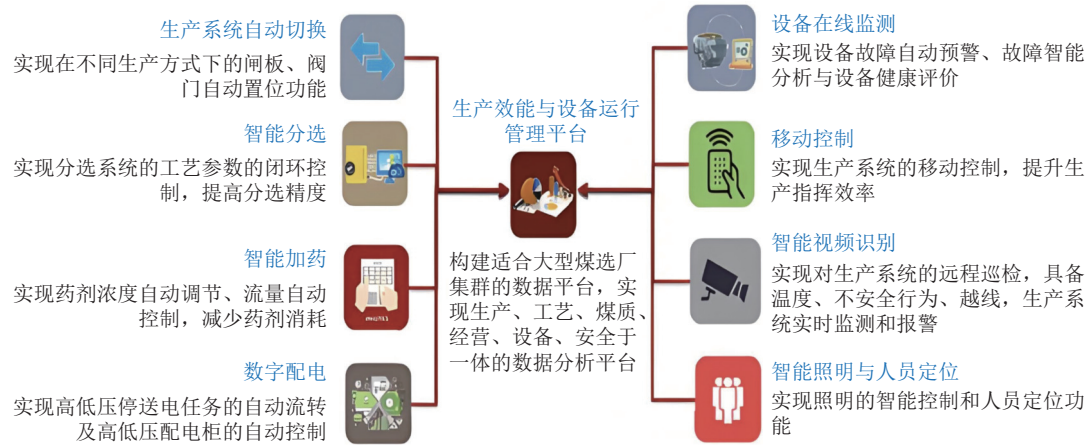 生产系统自动切换
实现在不同生产方式下的闸板、阀
门自动置位功能
智能分选
实现分选系统的工艺参数的闭环控
制，提高分选精度
智能加药
实现药剂浓度自动调节、流量自动
控制，减少药剂消耗
数字配电
实现高低压停送电任务的自动流转
及高低压配电柜的自动控制
生产效能与设备运行
管理平台
构建适合大型煤选厂
集群的数据平台，实
现生产、工艺、煤质、
经营、设备、安全于
一体的数据分析平台
设备在线监测
实现设备故障自动预警、故障智能
分析与设备健康评价
移动控制
实现生产系统的移动控制，提升生
产指挥效率
智能视频识别
实现对生产系统的远程巡检，具备
温度、不安全行为、越线，生产系
统实时监测和报警
智能照明与人员定位
实现照明的智能控制和人员定位功
能